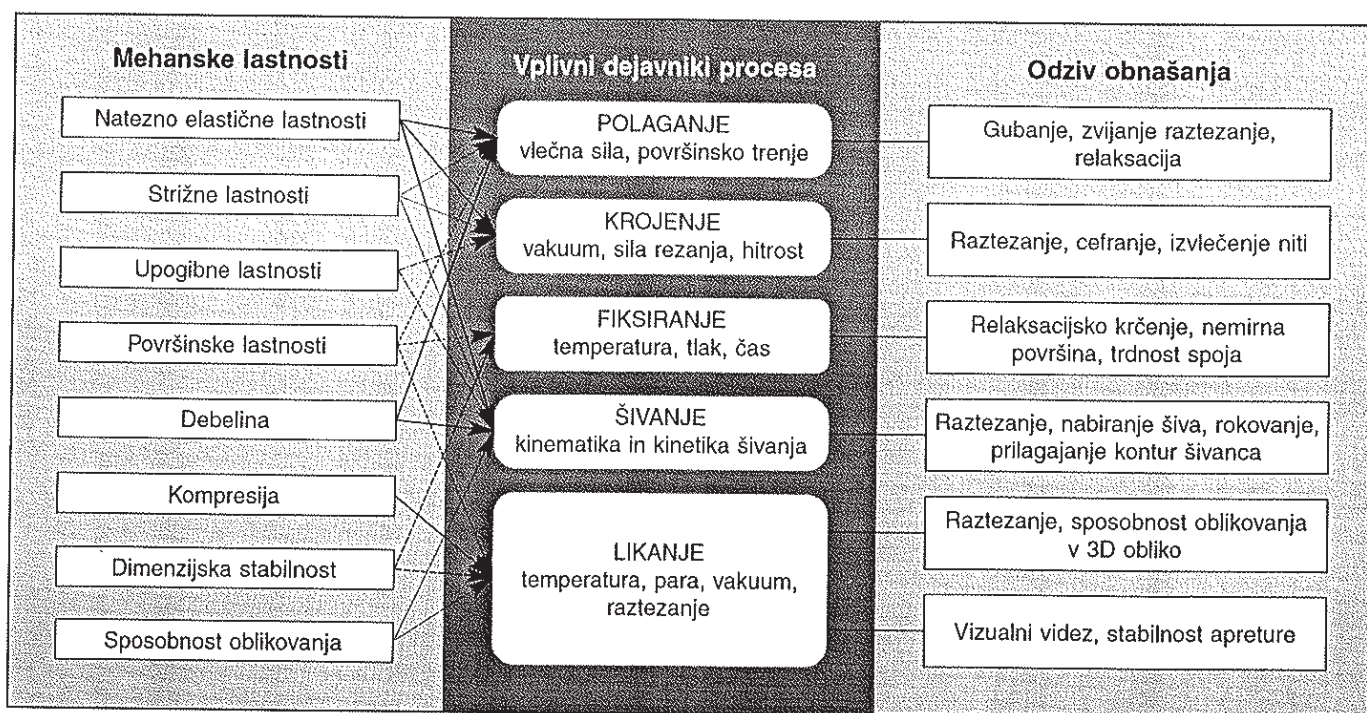 Mehanske lastnosti
Natezno elastične lastnosti
Strižne lastnosti
Upogibne lastnosti
Površinske lastnosti
Debelina
Kompresija
Dimenzijska stabilnost
Sposobnost oblikovanja
Vplivni dejavniki procesa
POLAGANJE
vlečna sila, površinsko trenje
KROJENJE
vakuum, sila rezanja, hitrost
FIKSIRANJE
temperatura, tlak, čas
ŠIVANJE
kinematika in kinetika šivanja
LIKANJE
temperatura, para, vakuum,
raztezanje
Odziv obnašanja
Gubanje, zvijanje raztezanje,
relaksacija
Raztezanje, cefranje, izvlečenje niti
Relaksacijsko krčenje, nemirna
površina, trdnost spoja
Raztezanje, nabiranje šiva, rokovanje,
prilagajanje kontur šivanca
Raztezanje, sposobnost oblikovanja
v 3D obliko
Vizualni videz, stabilnost apreture